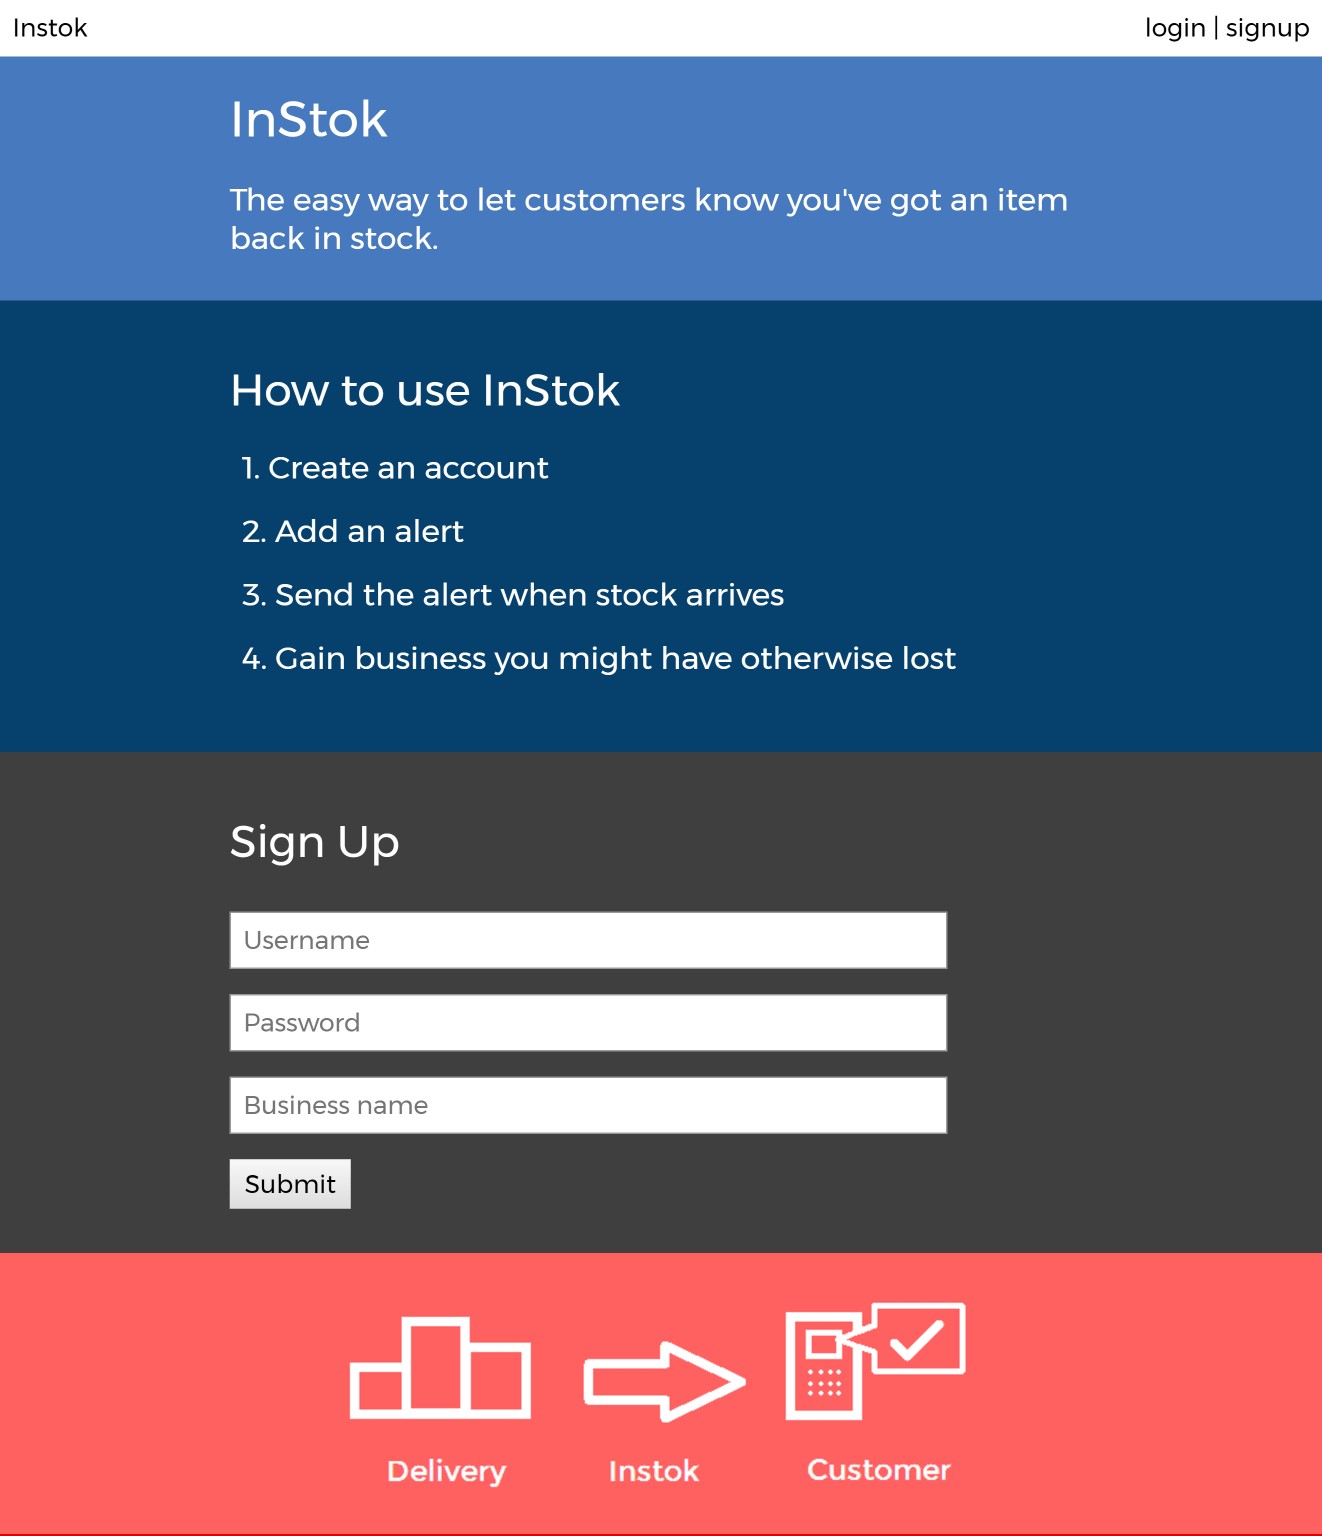 Instok
login | signup
InStok
The easy way to let customers know you've got an item
back in stock.
How to use InStok
1. Create an account
2. Add an alert
3. Send the alert when stock arrives
4. Gain business you might have otherwise lost
Sign Up
Username
Password
Business name
Submit
Delivery
Instok
Customer